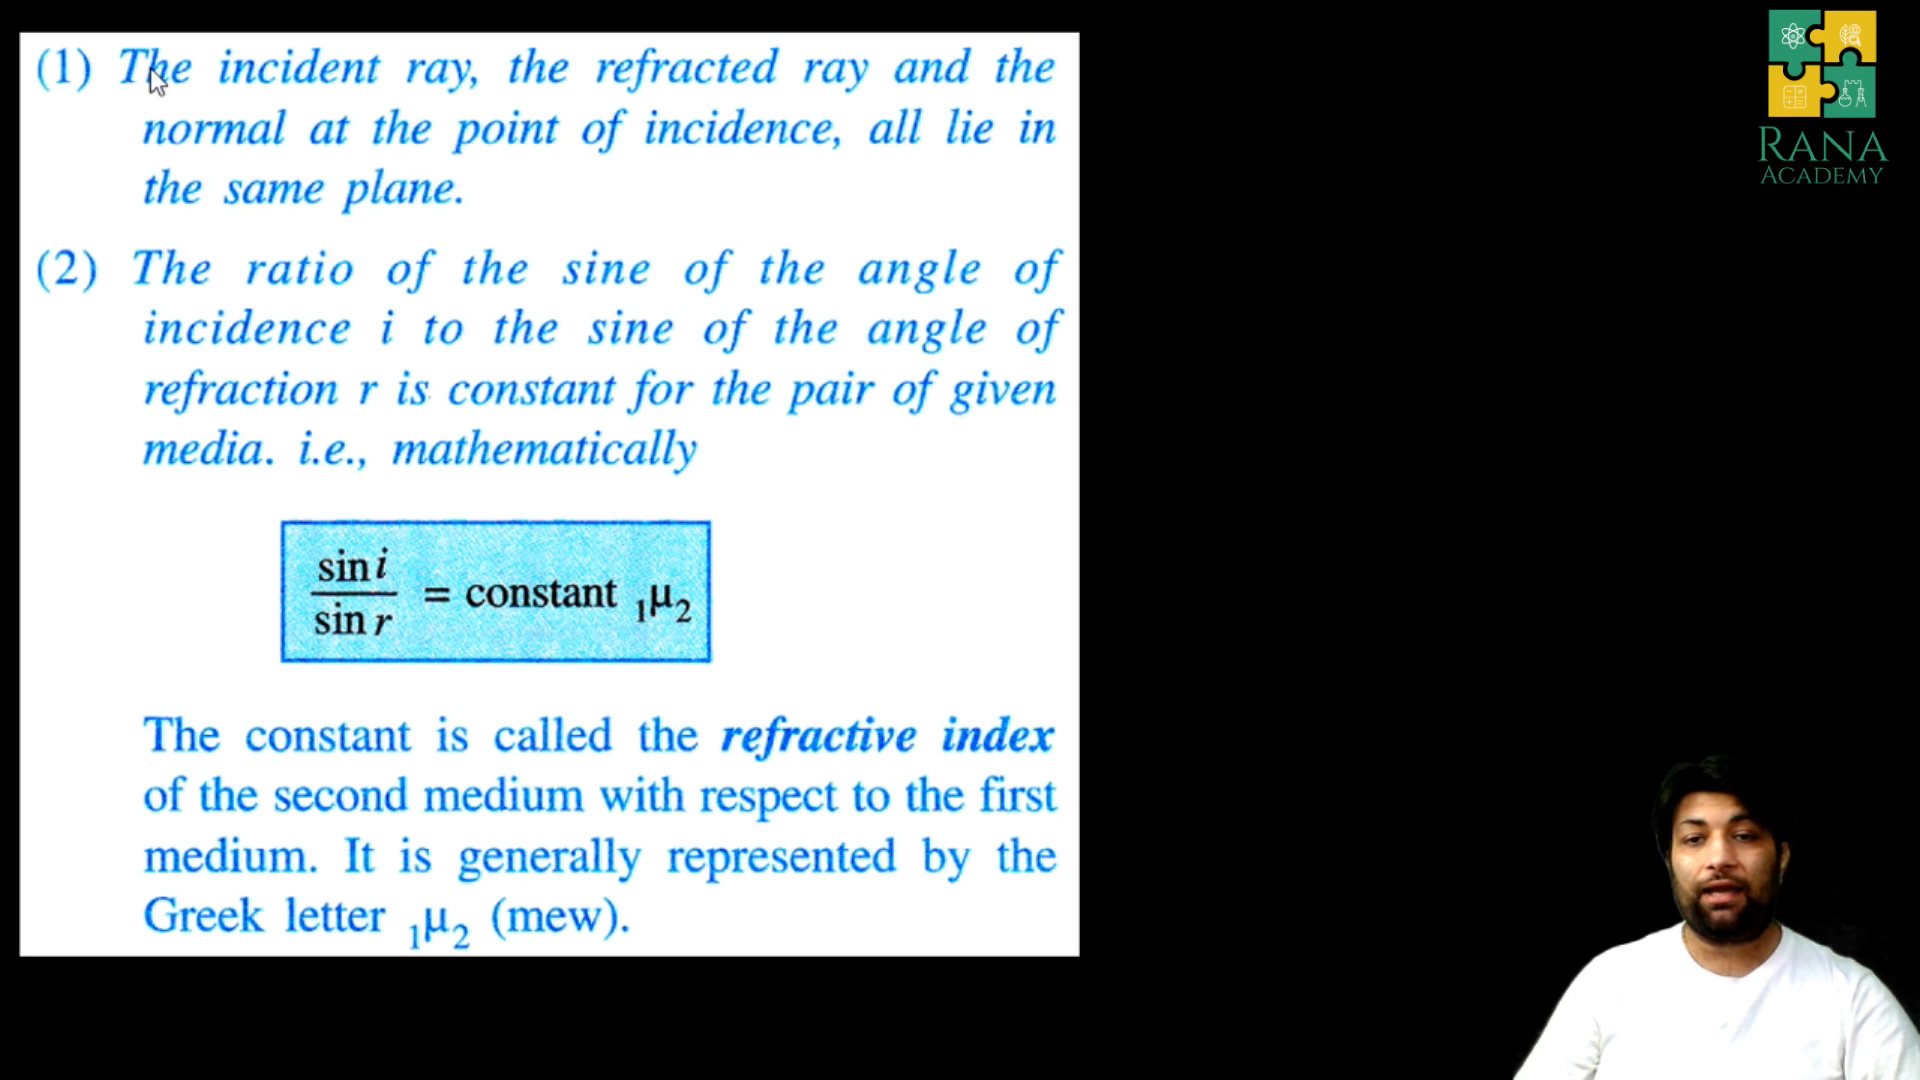 (1) The incident ray, the refracted ray and the
normal at the point of incidence, all lie in
the same plane.
(2) The ratio of the sine of the angle of
incidence i to the sine of the angle of
refraction r is constant for the pair of given
media. i.e., mathematically
sin i
sin r
= constant ₁μ₂
The constant is called the refractive index
of the second medium with respect to the first
medium. It is generally represented by the
Greek letter ₁μ₂ (mew).
RANA
ACADEMY